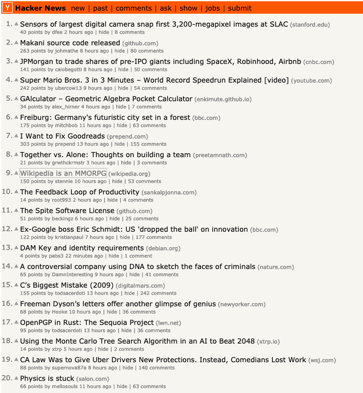 Y Hacker News new | past | comments | ask | show | jobs | submit
1. Sensors of largest digital camera snap first 3,200-megapixel images at SLAC (stanford.edu)
40 points by dfee 2 hours ago | hide | 8 comments
2. Makani source code released (github.com)
263 points by johmathe 8 hours ago | hide | 80 comments
3. JPMorgan to trade shares of pre-IPO giants including SpaceX, Robinhood, Airbnb (cnbc.com)
141 points by casabogotti 8 hours ago | hide | 50 comments
4. Super Mario Bros. 3 in 3 Minutes – World Record Speedrun Explained [video] (youtube.com)
242 points by ubercow13 9 hours ago | hide | 54 comments
5. GAlculator – Geometric Algebra Pocket Calculator (enkimute.github.io)
34 points by alex_hirner 4 hours ago | hide | 7 comments
6. Freiburg: Germany's futuristic city set in a forest (bbc.com)
175 points by mitchbob 11 hours ago | hide | 63 comments
7. I Want to Fix Goodreads (prepend.com)
303 points by prepend 13 hours ago | hide | 155 comments
8. Together vs. Alone: Thoughts on building a team (preetamnath.com)
21 points by 3 hours ago | hide | 5 comments
9. Wikipedia is an MMORPG (wikipedia.org)
150 points by stennie 10 hours ago | hide | 53 comments
10. The Feedback Loop of Productivity (sankalpjonna.com)
14 points by root993 2 hours ago | hide | 4 comments
11. The Spite Software License (github.com)
51 points by beckingz 6 hours ago | hide | 25 comments
12. Ex-Google boss Eric Schmidt: US 'dropped the ball' on innovation (bbc.com)
122 points by kristianpaul 7 hours ago | hide | 177 comments
13. DAM Key and identity requirements (debian.org)
4 points by pabs3 22 minutes ago | hide | 1 comment
14. A controversial company using DNA to sketch the faces of criminals (nature.com)
65 points by DamnInteresting 9 hours ago | hide | 41 comments
15. C's Biggest Mistake (2009) (digitalmars.com)
155 points by todsacerdoti 13 hours ago | hide | 242 comments
16. Freeman Dyson's letters offer another glimpse of genius (newyorker.com)
68 points by Hooke 10 hours ago | hide | 36 comments
17. OpenPGP in Rust: The Sequoia Project (lwn.net)
95 points by todsacerdoti 13 hours ago | hide | 36 comments
18. Using the Monte Carlo Tree Search Algorithm in an AI to Beat 2048 (xtrp.io)
14 points by xtrp 5 hours ago | hide | 2 comments
19. CA Law Was to Give Uber Drivers New Protections. Instead, Comedians Lost Work (wsj.com)
86 points by supernova87a 8 hours ago | hide | 140 comments
20. Physics is stuck (salon.com)
66 points by mellosouls 11 hours ago | hide | 63 comments